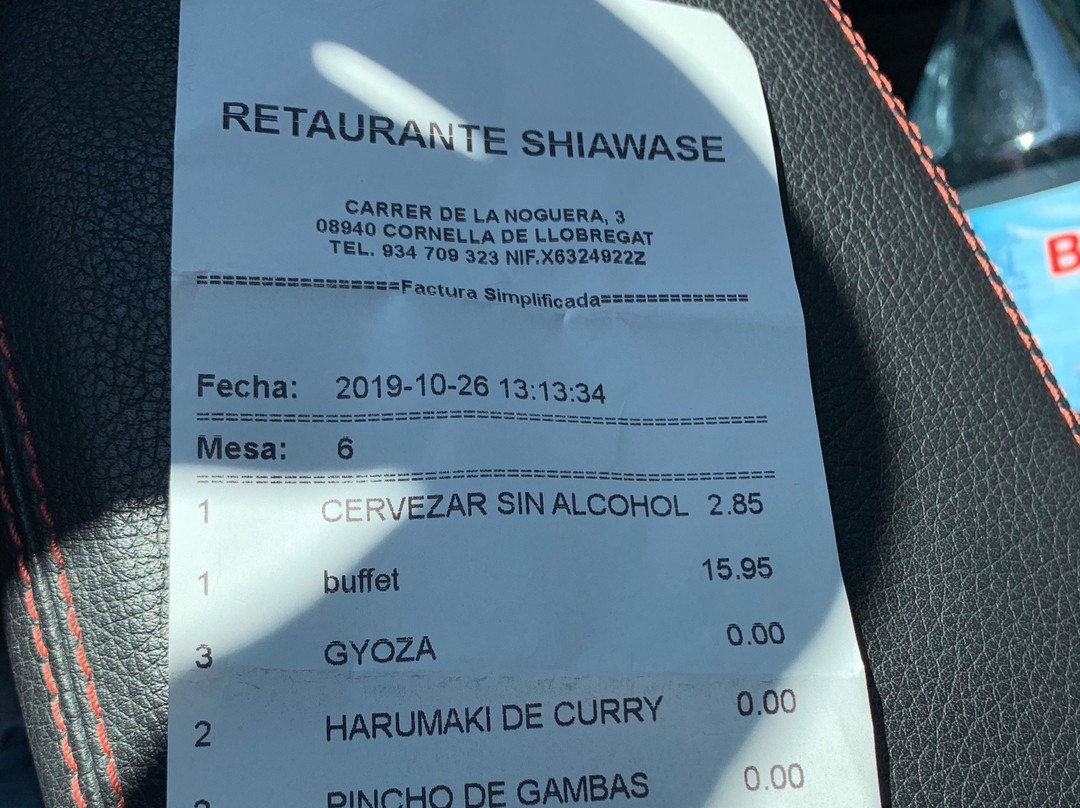 RETAURANTE SHIAWASE
CARRER DE LA NOGUERA, 3
08940 CORNELLA DE LLOBREGAT
TEL. 934 709 323 NIF.X6324922Z
================Factura Simplificada=============
Fecha: 2019-10-26 13:13:34
Mesa: 6
1 CERVEZAR SIN ALCOHOL 2.85
1 buffet 15.95
3 GYOZA 0.00
2 HARUMAKI DE CURRY 0.00
PINCHO DE GAMBAS 0.00
B